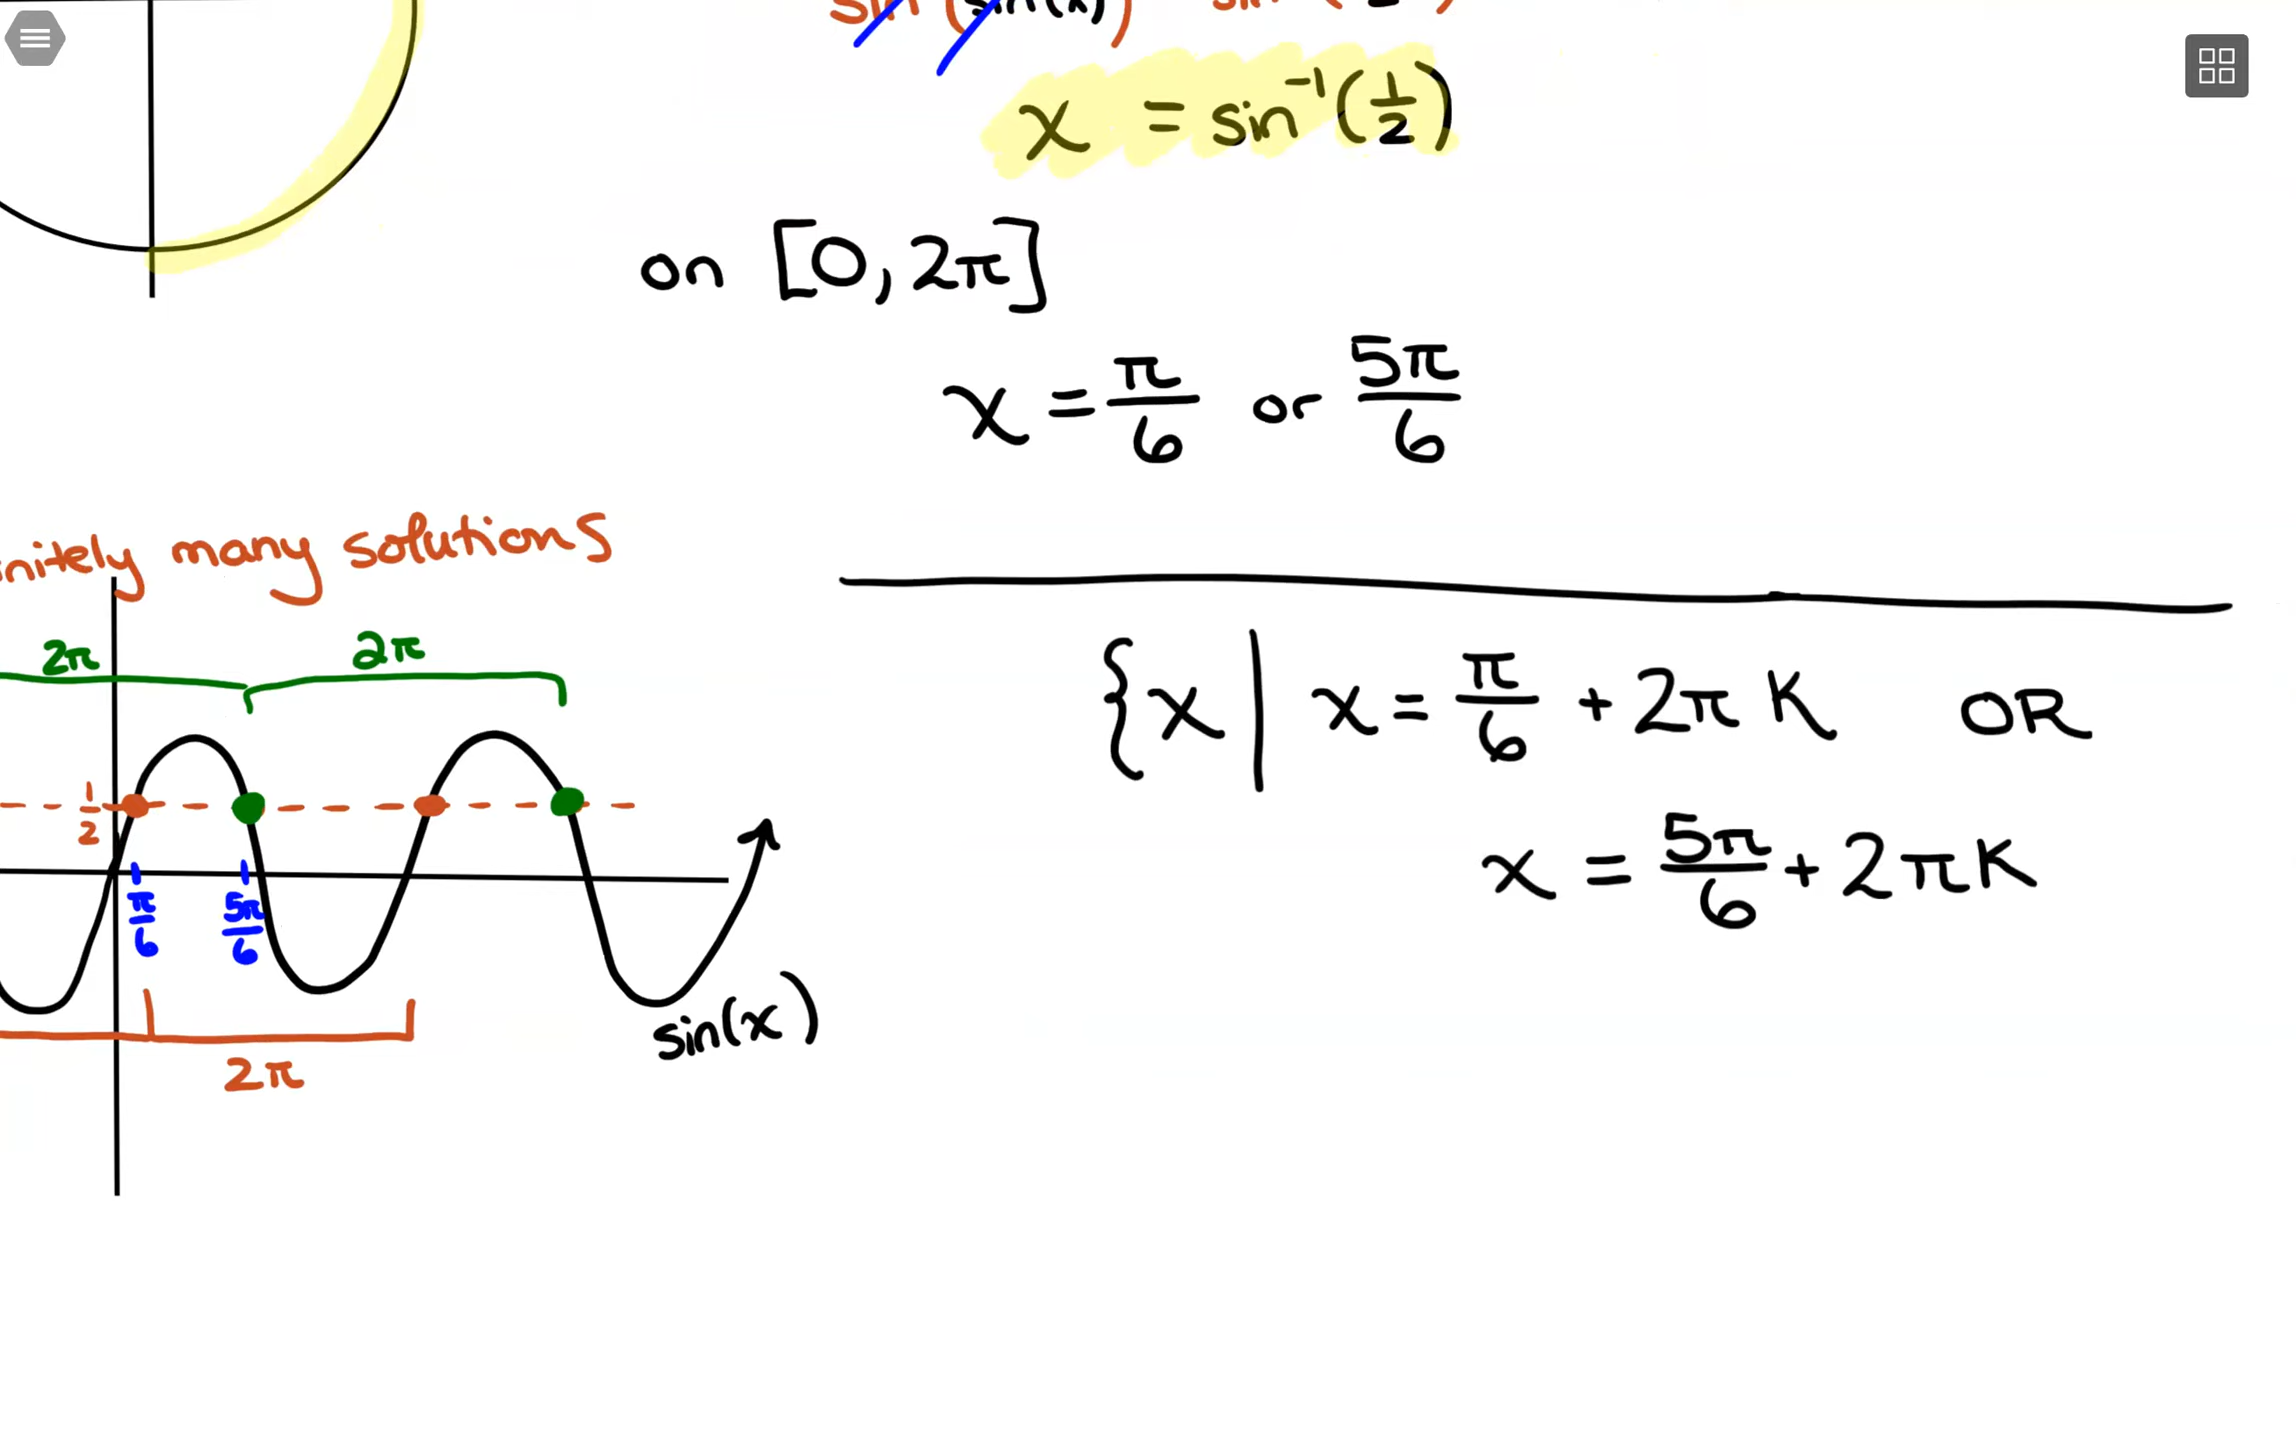 x = sin⁻¹(1/2)
on [0, 2π]
x = π/6 or 5π/6
many solutions
2π 2π
1/2
π/6 5π/6
2π
sin(x)
{x | x = π/6 + 2πK OR
x = 5π/6 + 2πK